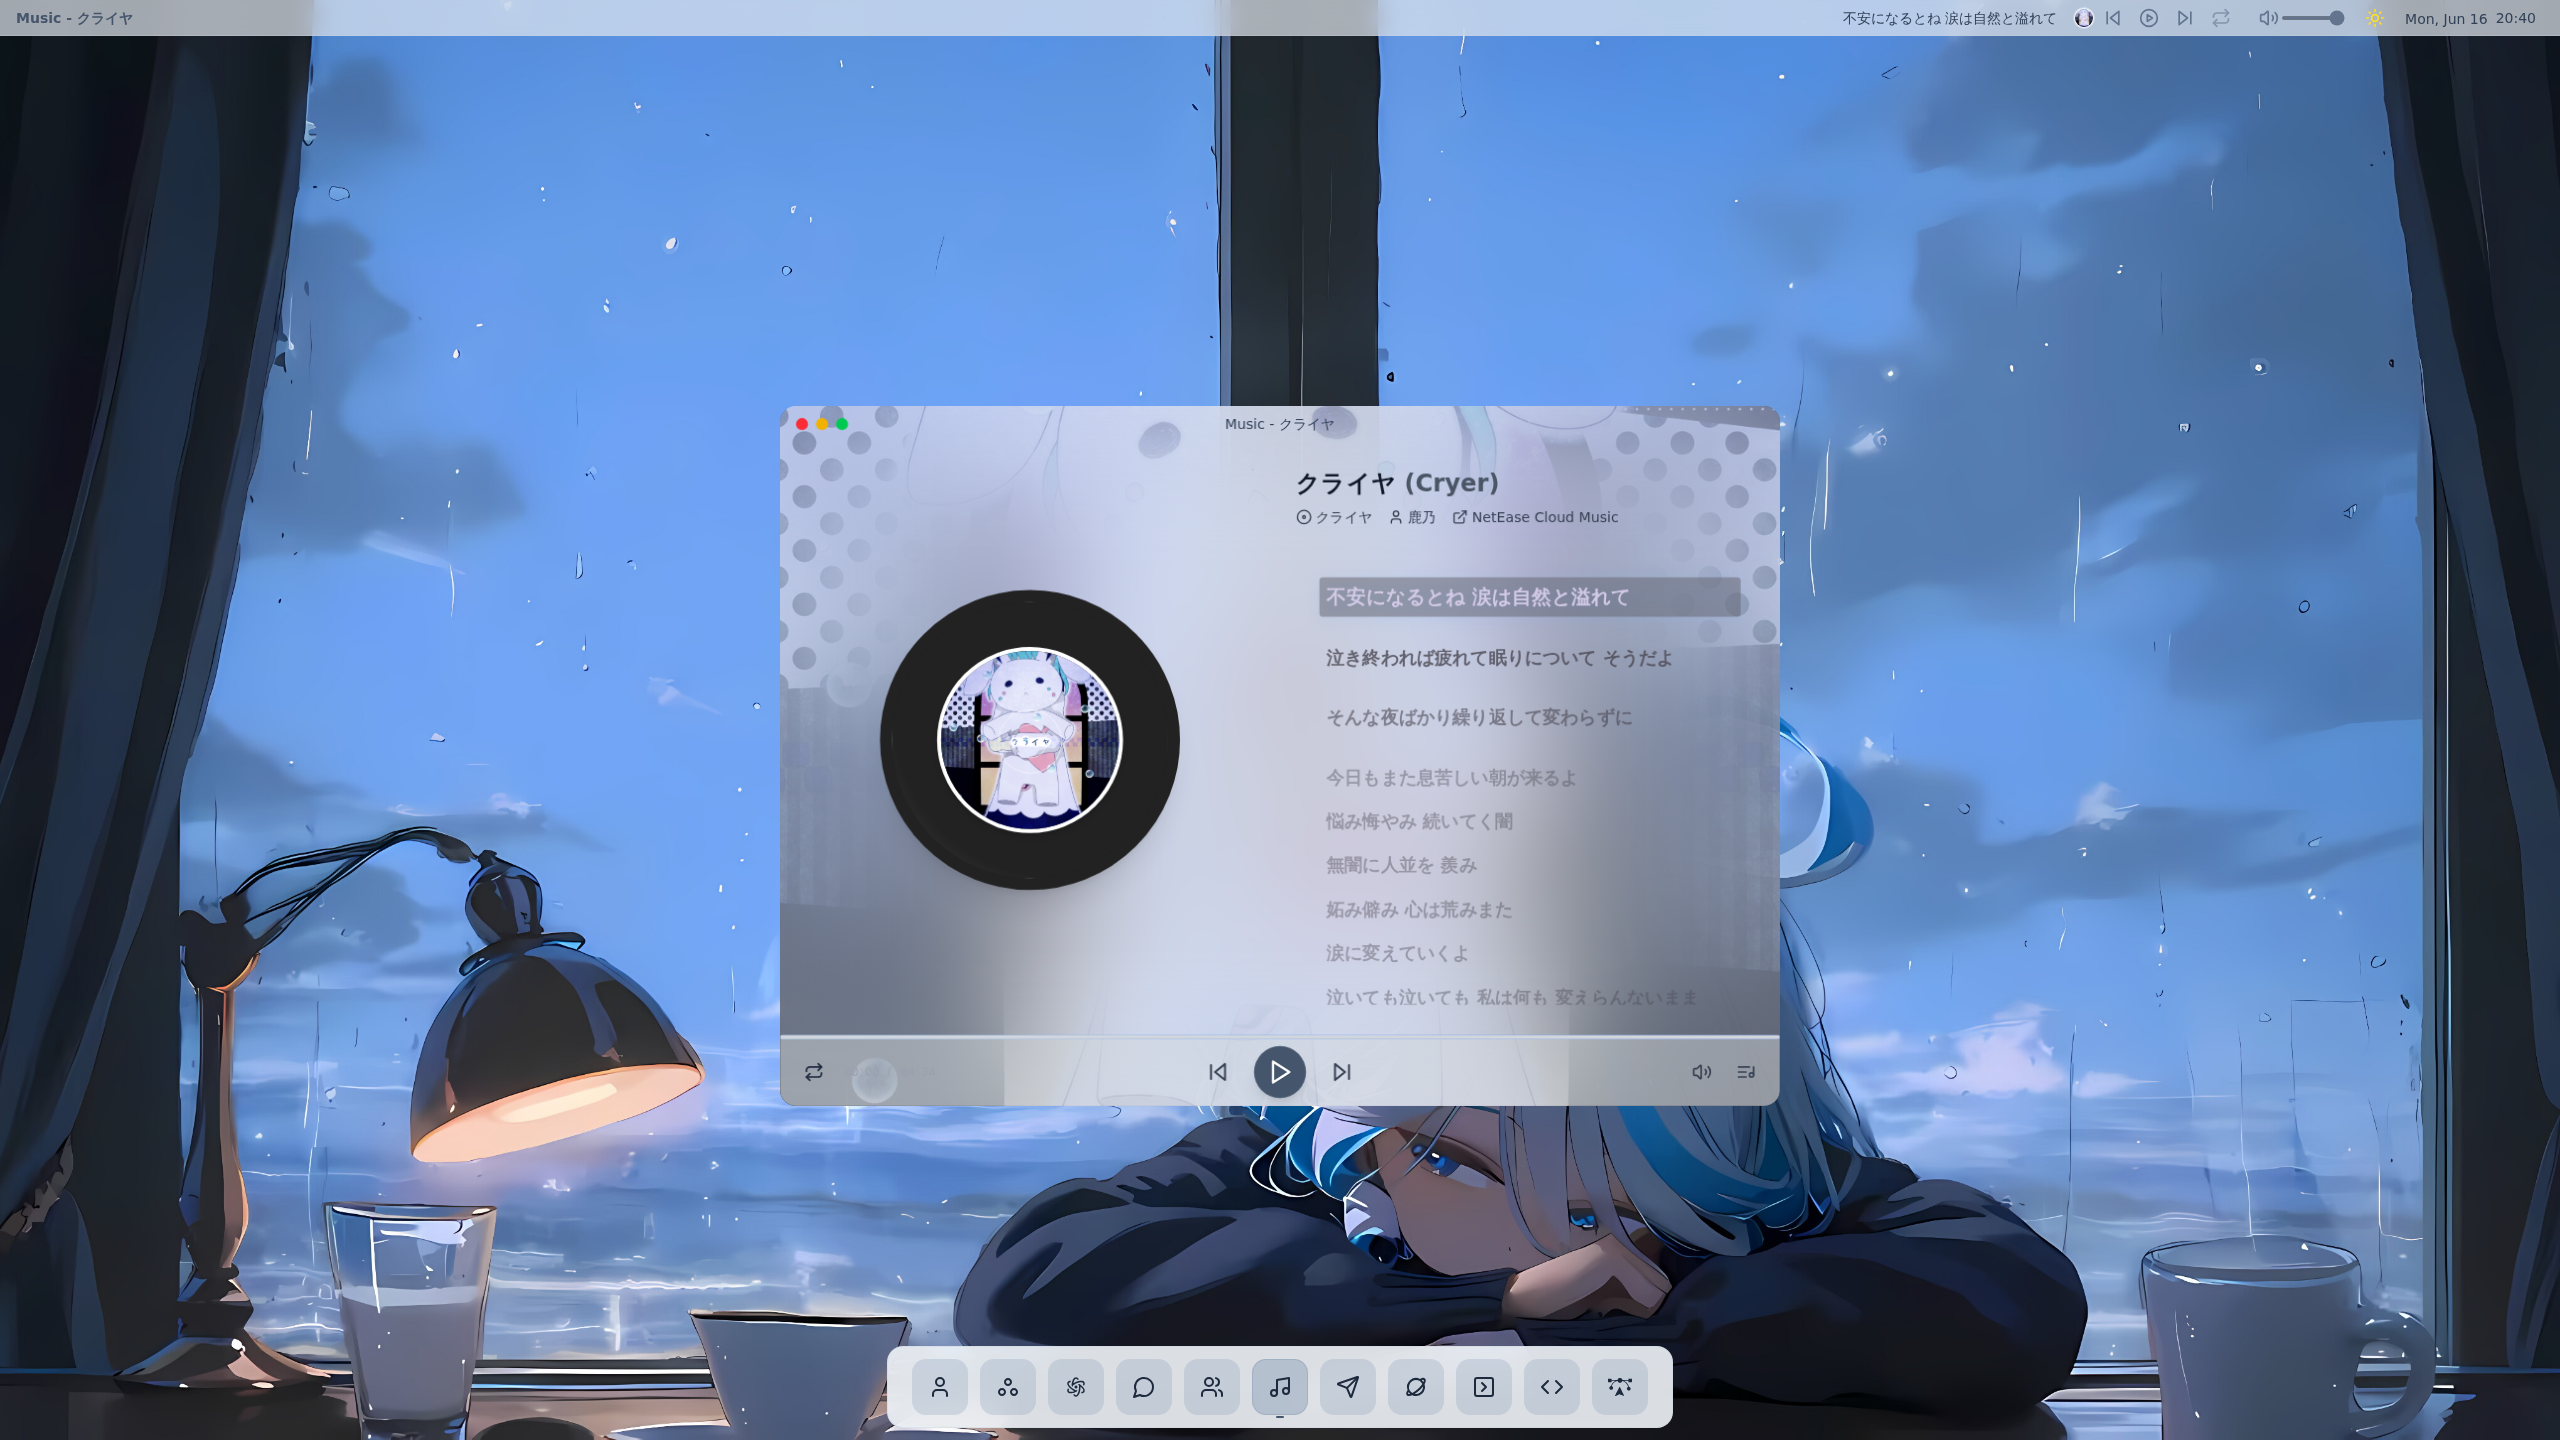 Music - クライヤ
不安になるとね 涙は自然と溢れて
Mon, Jun 16 20:40
Music - クライヤ
クライヤ (Cryer)
クライヤ 鹿乃 NetEase Cloud Music
不安になるとね 涙は自然と溢れて
泣き終われば疲れて眠りについて そうだよ
そんな夜ばかり繰り返して変わらずに
今日もまた息苦しい朝が来るよ
悩み悔やみ 続いてく闇
無闇に人並を 羨み
妬み僻み 心は荒みまた
涙に変えていくよ
泣いても泣いても 私は何も 変えらんないまま
クライヤ